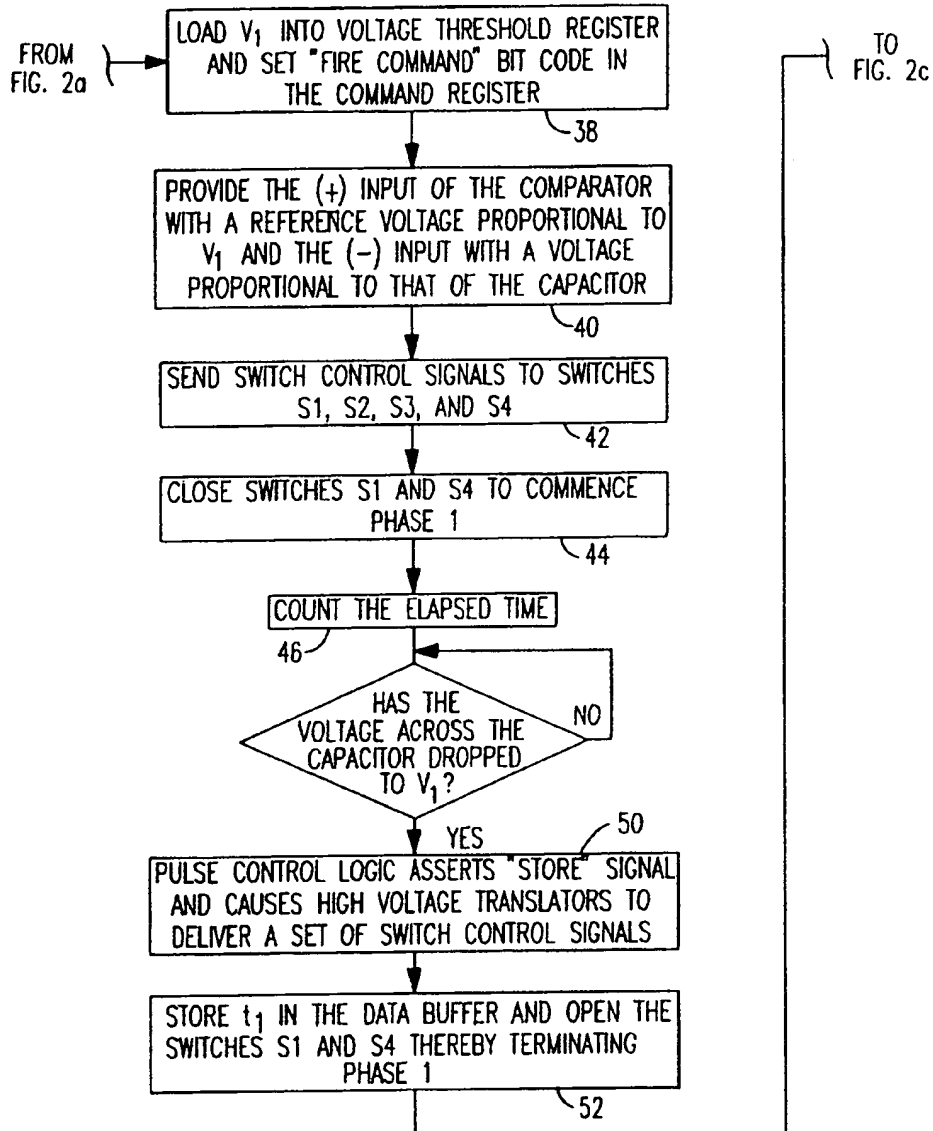 FROM
FIG. 2a
LOAD V1 INTO VOLTAGE THRESHOLD REGISTER
AND SET "FIRE COMMAND" BIT CODE IN
THE COMMAND REGISTER
38
TO
FIG. 2c
PROVIDE THE (+) INPUT OF THE COMPARATOR
WITH A REFERENCE VOLTAGE PROPORTIONAL TO
V1 AND THE (−) INPUT WITH A VOLTAGE
PROPORTIONAL TO THAT OF THE CAPACITOR
40
SEND SWITCH CONTROL SIGNALS TO SWITCHES
S1, S2, S3, AND S4
42
CLOSE SWITCHES S1 AND S4 TO COMMENCE
PHASE 1
44
COUNT THE ELAPSED TIME
46
HAS THE
VOLTAGE ACROSS THE
CAPACITOR DROPPED
TO V1?
NO
YES
50
PULSE CONTROL LOGIC ASSERTS "STORE" SIGNAL
AND CAUSES HIGH VOLTAGE TRANSLATORS TO
DELIVER A SET OF SWITCH CONTROL SIGNALS
STORE t1 IN THE DATA BUFFER AND OPEN THE
SWITCHES S1 AND S4 THEREBY TERMINATING
PHASE 1
52